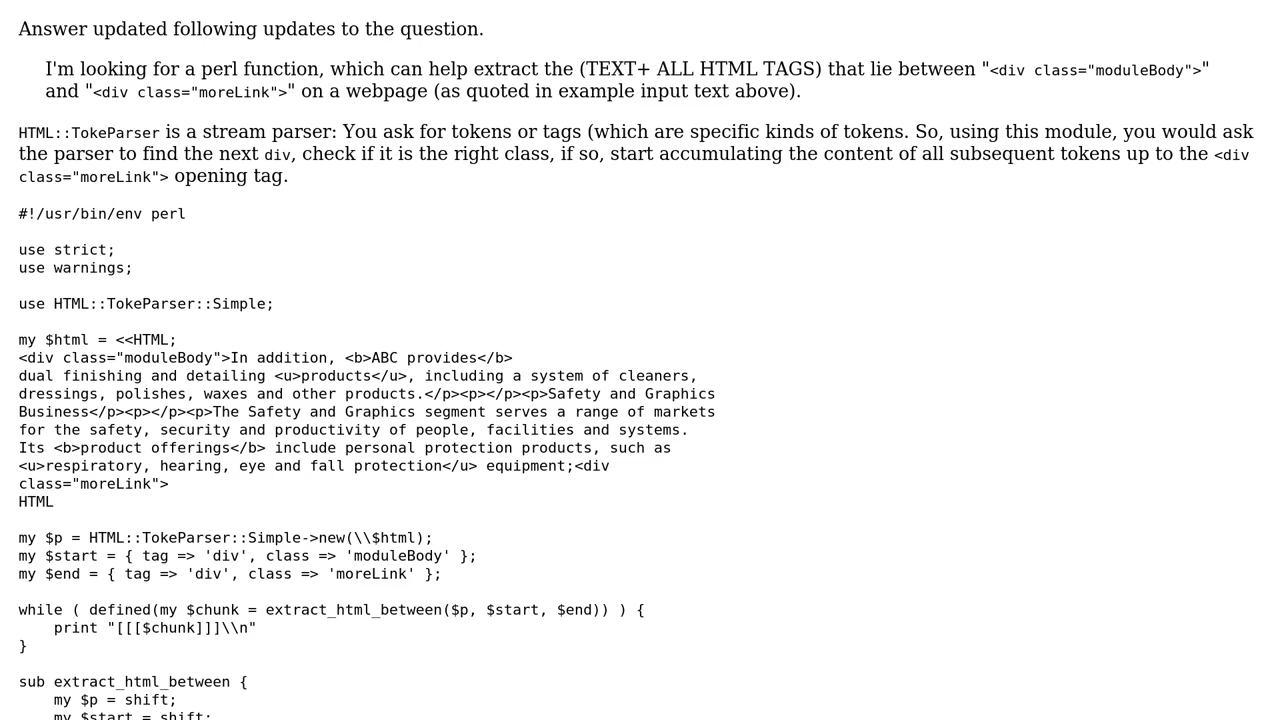 Answer updated following updates to the question.
I'm looking for a perl function, which can help extract the (TEXT+ ALL HTML TAGS) that lie between "<div class="moduleBody">"
and "<div class="moreLink">" on a webpage (as quoted in example input text above).
HTML::TokeParser is a stream parser: You ask for tokens or tags (which are specific kinds of tokens. So, using this module, you would ask
the parser to find the next div, check if it is the right class, if so, start accumulating the content of all subsequent tokens up to the <div
class="moreLink"> opening tag.
#!/usr/bin/env perl
use strict;
use warnings;
use HTML::TokeParser::Simple;
my $html = <<HTML;
<div class="moduleBody">In addition, <b>ABC provides</b>
dual finishing and detailing <u>products</u>, including a system of cleaners,
dressings, polishes, waxes and other products.</p><p></p><p>Safety and Graphics
Business</p><p></p><p>The Safety and Graphics segment serves a range of markets
for the safety, security and productivity of people, facilities and systems.
Its <b>product offerings</b> include personal protection products, such as
<u>respiratory, hearing, eye and fall protection</u> equipment;<div
class="moreLink">
HTML
my $p = HTML::TokeParser::Simple->new(\\$html);
my $start = { tag => 'div', class => 'moduleBody' };
my $end = { tag => 'div', class => 'moreLink' };
while ( defined(my $chunk = extract_html_between($p, $start, $end)) ) {
    print "[[[$chunk]]]\\n"
}
sub extract_html_between {
    my $p = shift;
    my $start = shift;